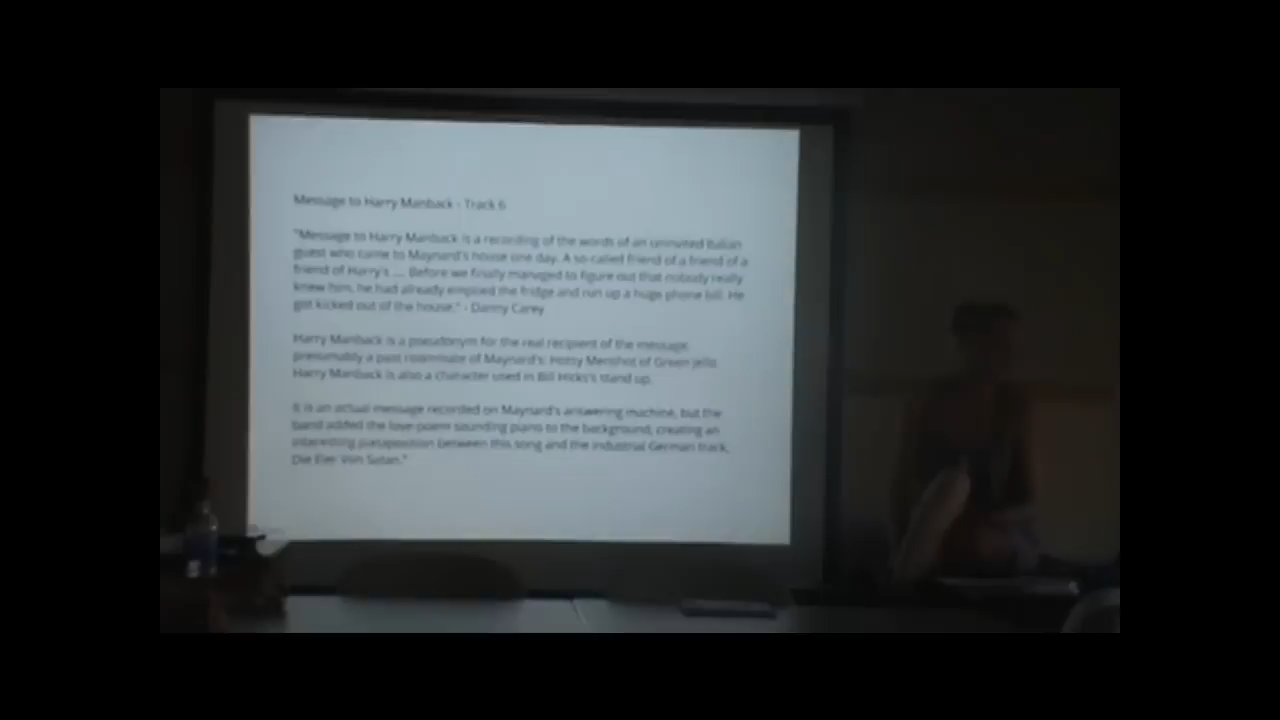 Message to Harry Manback - Track 6
"Message to Harry Manback is a recording of the words of an uninvited Italian
guest who came to Maynard's house one day. A so-called friend of a friend of a
friend of Harry's .... Before we finally managed to figure out that nobody really
knew him, he had already emptied the fridge and run up a huge phone bill. He
got kicked out of the house." - Danny Carey
Harry Manback is a pseudonym for the real recipient of the message,
presumably a past roommate of Maynard's: Hotsy Menshot of Green Jellÿ.
Harry Manback is also a character used in Bill Hicks's stand up.
It is an actual message recorded on Maynard's answering machine, but the
band added the love-poem sounding piano to the background, creating an
interesting juxtaposition between this song and the industrial German track,
Die Eier Von Satan."